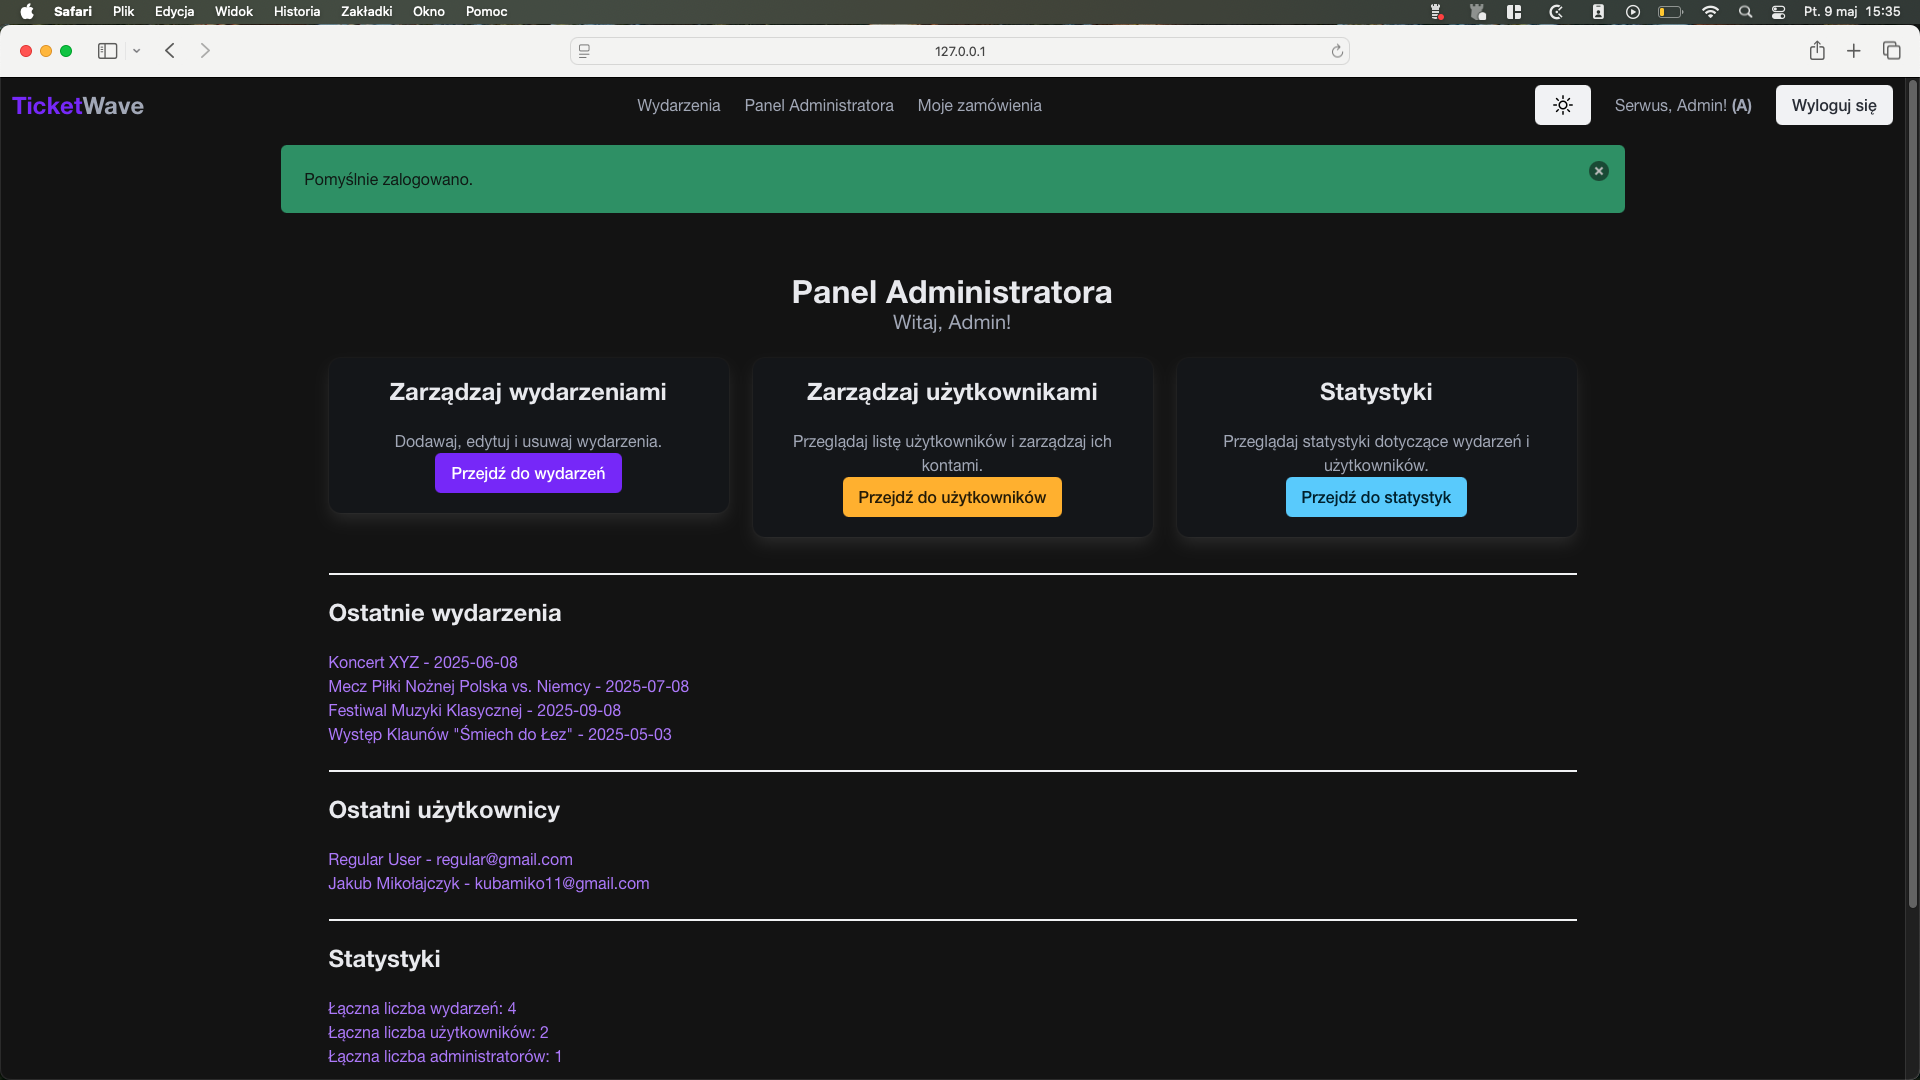 Safari Plik Edycja Widok Historia Zakładki Okno Pomoc Pt. 9 maj 15:35
127.0.0.1
TicketWave Wydarzenia Panel Administratora Moje zamówienia Serwus, Admin! (A) Wyloguj się
Pomyślnie zalogowano.
Panel Administratora
Witaj, Admin!
Zarządzaj wydarzeniami
Dodawaj, edytuj i usuwaj wydarzenia.
Przejdź do wydarzeń
Zarządzaj użytkownikami
Przeglądaj listę użytkowników i zarządzaj ich
kontami.
Przejdź do użytkowników
Statystyki
Przeglądaj statystyki dotyczące wydarzeń i
użytkowników.
Przejdź do statystyk
Ostatnie wydarzenia
Koncert XYZ - 2025-06-08
Mecz Piłki Nożnej Polska vs. Niemcy - 2025-07-08
Festiwal Muzyki Klasycznej - 2025-09-08
Występ Klaunów "Śmiech do Łez" - 2025-05-03
Ostatni użytkownicy
Regular User - regular@gmail.com
Jakub Mikołajczyk - kubamiko11@gmail.com
Statystyki
Łączna liczba wydarzeń: 4
Łączna liczba użytkowników: 2
Łączna liczba administratorów: 1